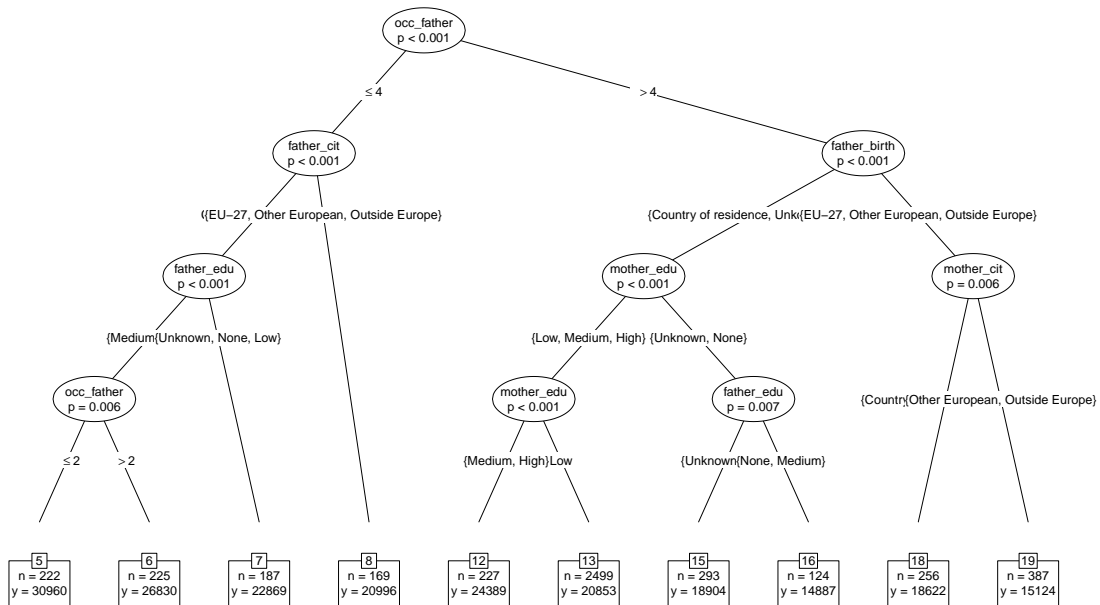 occ_father
p < 0.001
≤ 4
> 4
father_cit
p < 0.001
father_birth
p < 0.001
{EU−27, Other European, Outside Europe}
{Country of residence, Unk
{EU−27, Other European, Outside Europe}
father_edu
p < 0.001
mother_edu
p < 0.001
mother_cit
p = 0.006
{Medium
{Unknown, None, Low}
{Low, Medium, High}
{Unknown, None}
occ_father
p = 0.006
mother_edu
p < 0.001
father_edu
p = 0.007
{Countr
{Other European, Outside Europe}
≤ 2
> 2
{Medium, High}
Low
{Unknown
{None, Medium}
5
n = 222
y = 30960
6
n = 225
y = 26830
7
n = 187
y = 22869
8
n = 169
y = 20996
12
n = 227
y = 24389
13
n = 2499
y = 20853
15
n = 293
y = 18904
16
n = 124
y = 14887
18
n = 256
y = 18622
19
n = 387
y = 15124